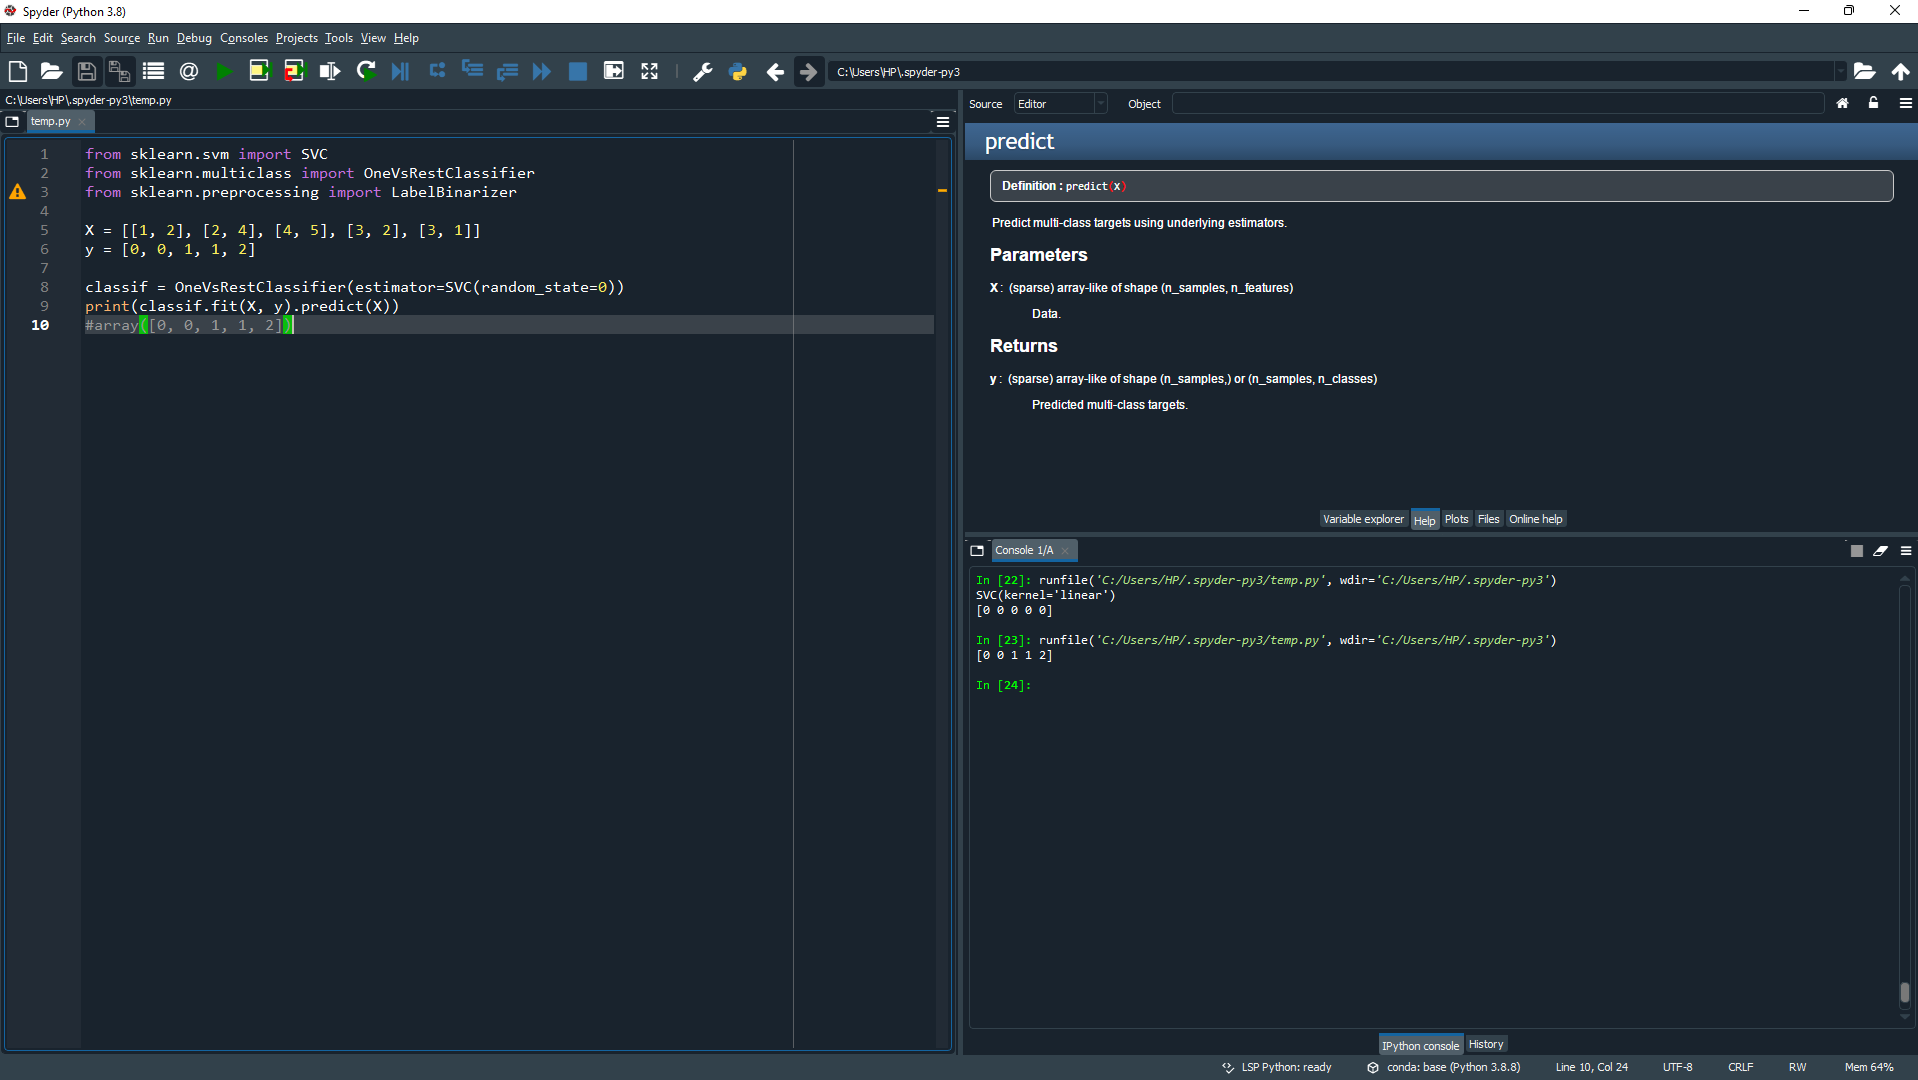 Spyder (Python 3.8)
File Edit Search Source Run Debug Consoles Projects Tools View Help
C:\Users\HP\.spyder-py3
C:\Users\HP\.spyder-py3\temp.py
temp.py
1 from sklearn.svm import SVC
2 from sklearn.multiclass import OneVsRestClassifier
3 from sklearn.preprocessing import LabelBinarizer
4
5 X = [[1, 2], [2, 4], [4, 5], [3, 2], [3, 1]]
6 y = [0, 0, 1, 1, 2]
7
8 classif = OneVsRestClassifier(estimator=SVC(random_state=0))
9 print(classif.fit(X, y).predict(X))
10 #array([0, 0, 1, 1, 2])
Source Editor Object
predict
Definition : predict(X)
Predict multi-class targets using underlying estimators.
Parameters
X : (sparse) array-like of shape (n_samples, n_features)
Data.
Returns
y : (sparse) array-like of shape (n_samples,) or (n_samples, n_classes)
Predicted multi-class targets.
Variable explorer Help Plots Files Online help
Console 1/A
In [22]: runfile('C:/Users/HP/.spyder-py3/temp.py', wdir='C:/Users/HP/.spyder-py3')
SVC(kernel='linear')
[0 0 0 0 0]
In [23]: runfile('C:/Users/HP/.spyder-py3/temp.py', wdir='C:/Users/HP/.spyder-py3')
[0 0 1 1 2]
In [24]:
IPython console History
LSP Python: ready conda: base (Python 3.8.8) Line 10, Col 24 UTF-8 CRLF RW Mem 64%